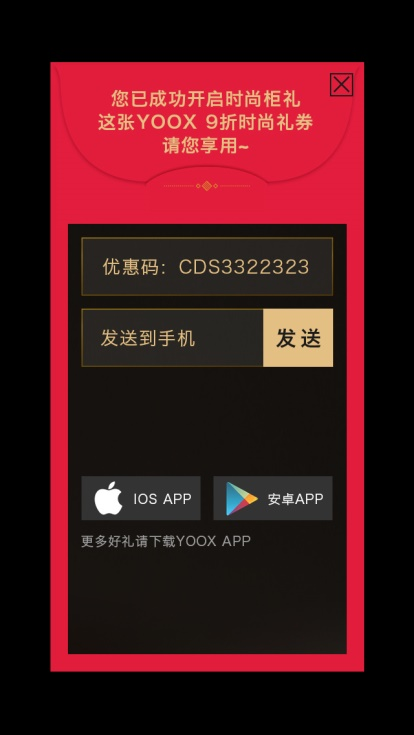 您已成功开启时尚柜礼
这张YOOX 9折时尚礼券
请您享用~
优惠码：CDS3322323
发送到手机
发送
IOS APP
安卓APP
更多好礼请下载YOOX APP